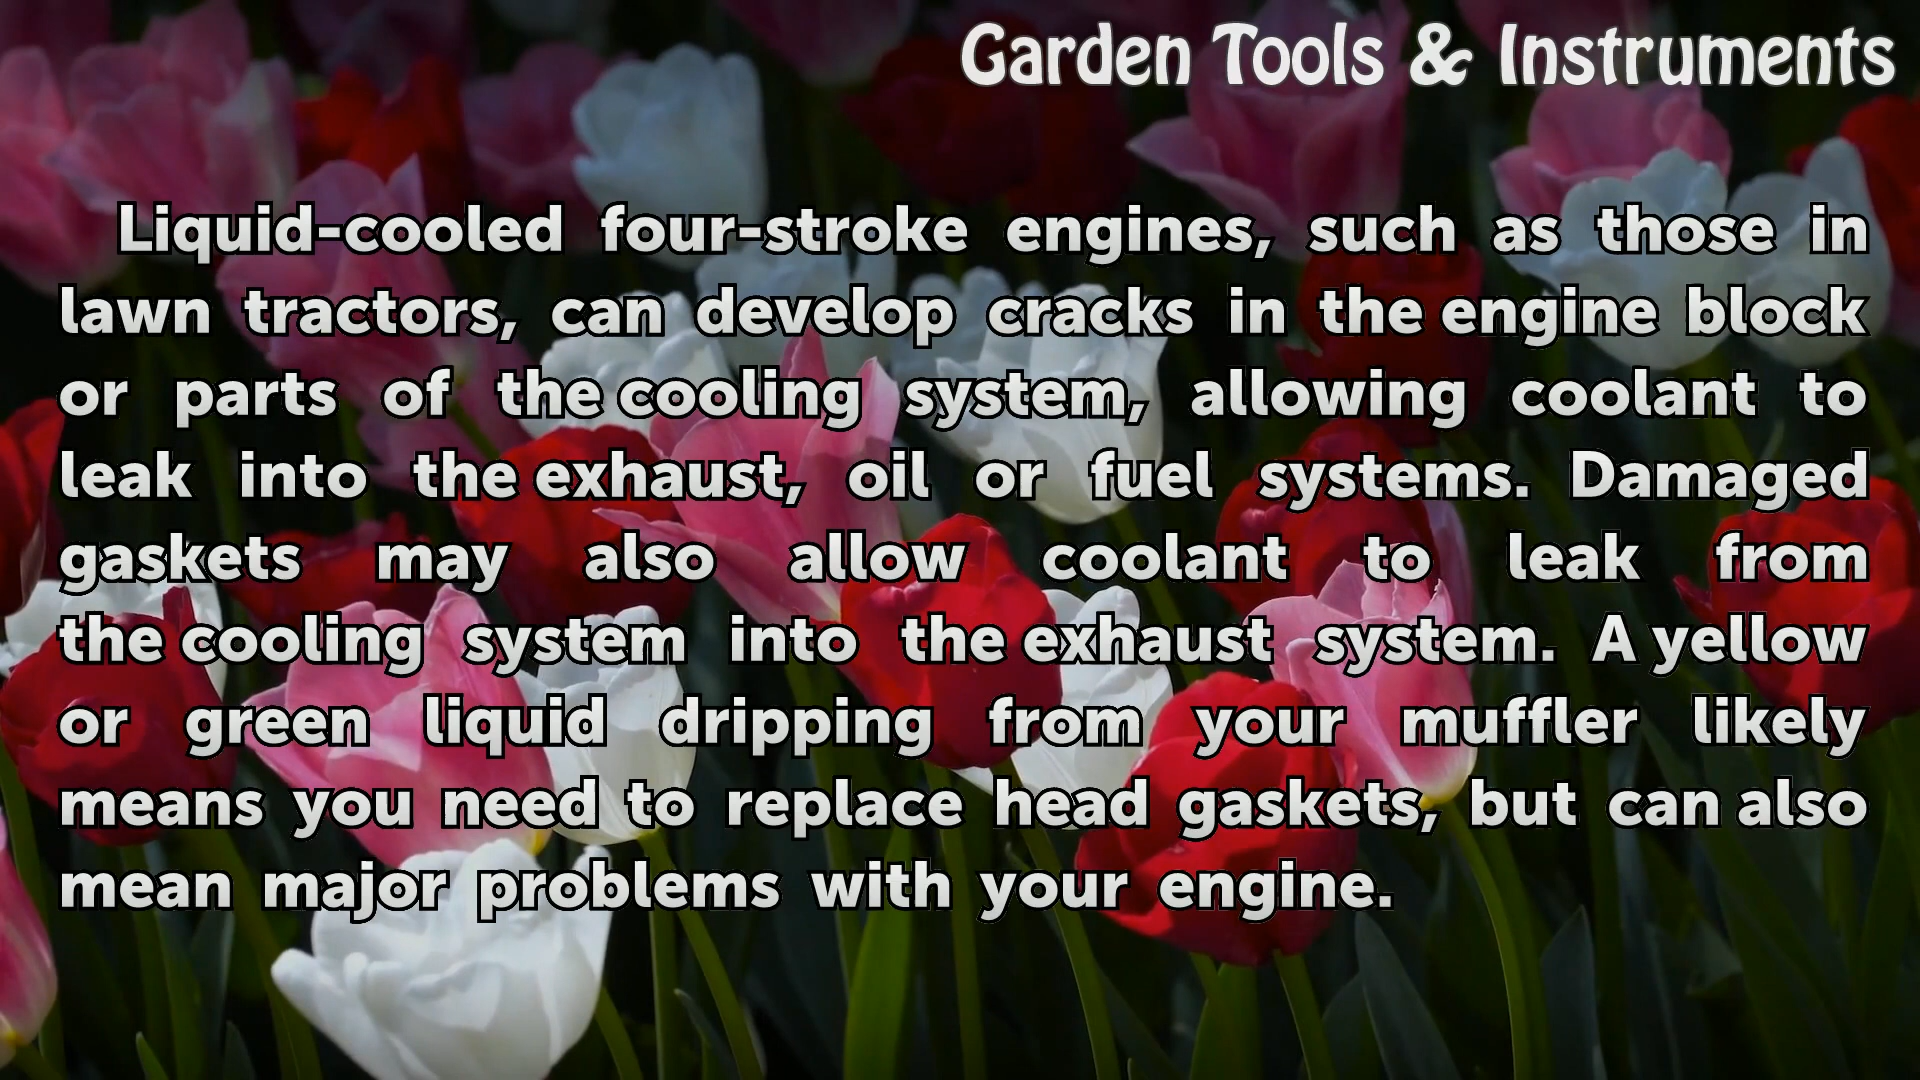 Garden Tools & Instruments
Liquid-cooled four-stroke engines, such as those in
lawn tractors, can develop cracks in the engine block
or parts of the cooling system, allowing coolant to
leak into the exhaust, oil or fuel systems. Damaged
gaskets may also allow coolant to leak from
the cooling system into the exhaust system. A yellow
or green liquid dripping from your muffler likely
means you need to replace head gaskets, but can also
mean major problems with your engine.